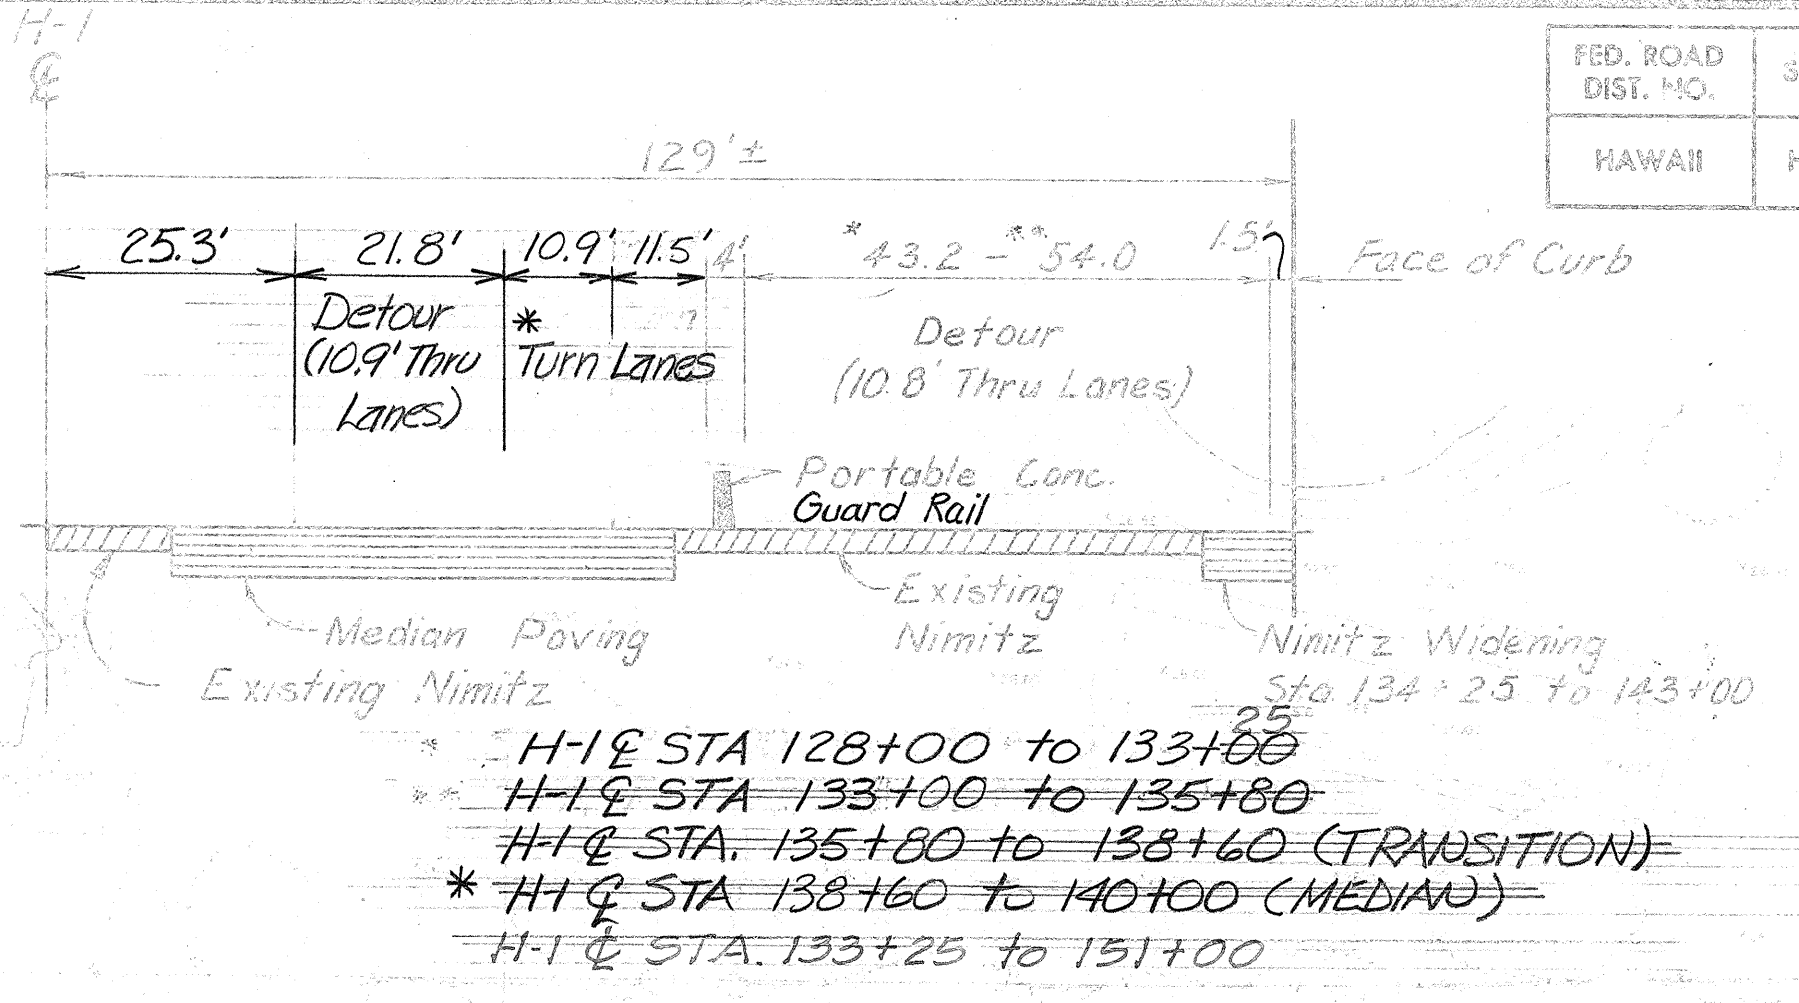 H-1
℄
FED. ROAD
DIST. NO.
HAWAII
129'±
25.3' 21.8' 10.9' 11.5' 4' *43.2 - **54.0 1.5'
Face of Curb
Detour
(10.9' Thru
Lanes)
*
Turn Lanes
Detour
(10.8' Thru Lanes)
Portable Conc.
Guard Rail
Existing
Nimitz
Median Paving
Existing Nimitz
Nimitz Widening
Sta 134+25 to 143+00
25
* H-1 ℄ STA 128+00 to 133+00
** H-1 ℄ STA 133+00 to 135+80
H-1 ℄ STA. 135+80 to 138+60 (TRANSITION)
* H-1 ℄ STA 138+60 to 140+00 (MEDIAN)
H-1 ℄ STA. 133+25 to 151+00